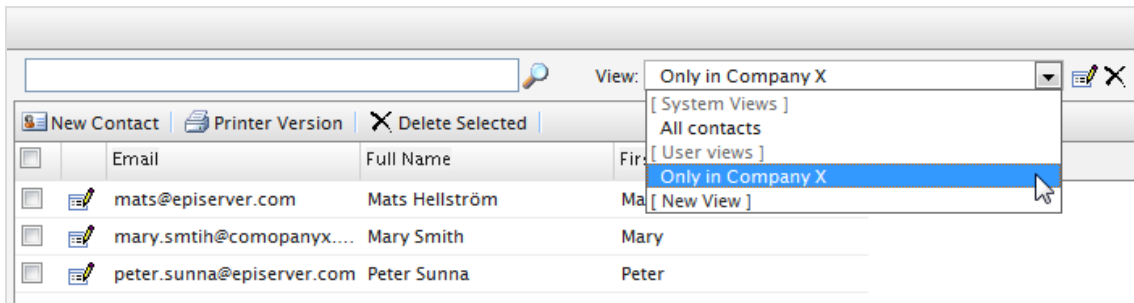 View: Only in Company X
[ System Views ]
All contacts
[ User views ]
Only in Company X
[ New View ]
New Contact Printer Version Delete Selected
Email Full Name Fir
mats@episerver.com Mats Hellström Ma
mary.smtih@comopanyx.... Mary Smith Mary
peter.sunna@episerver.com Peter Sunna Peter